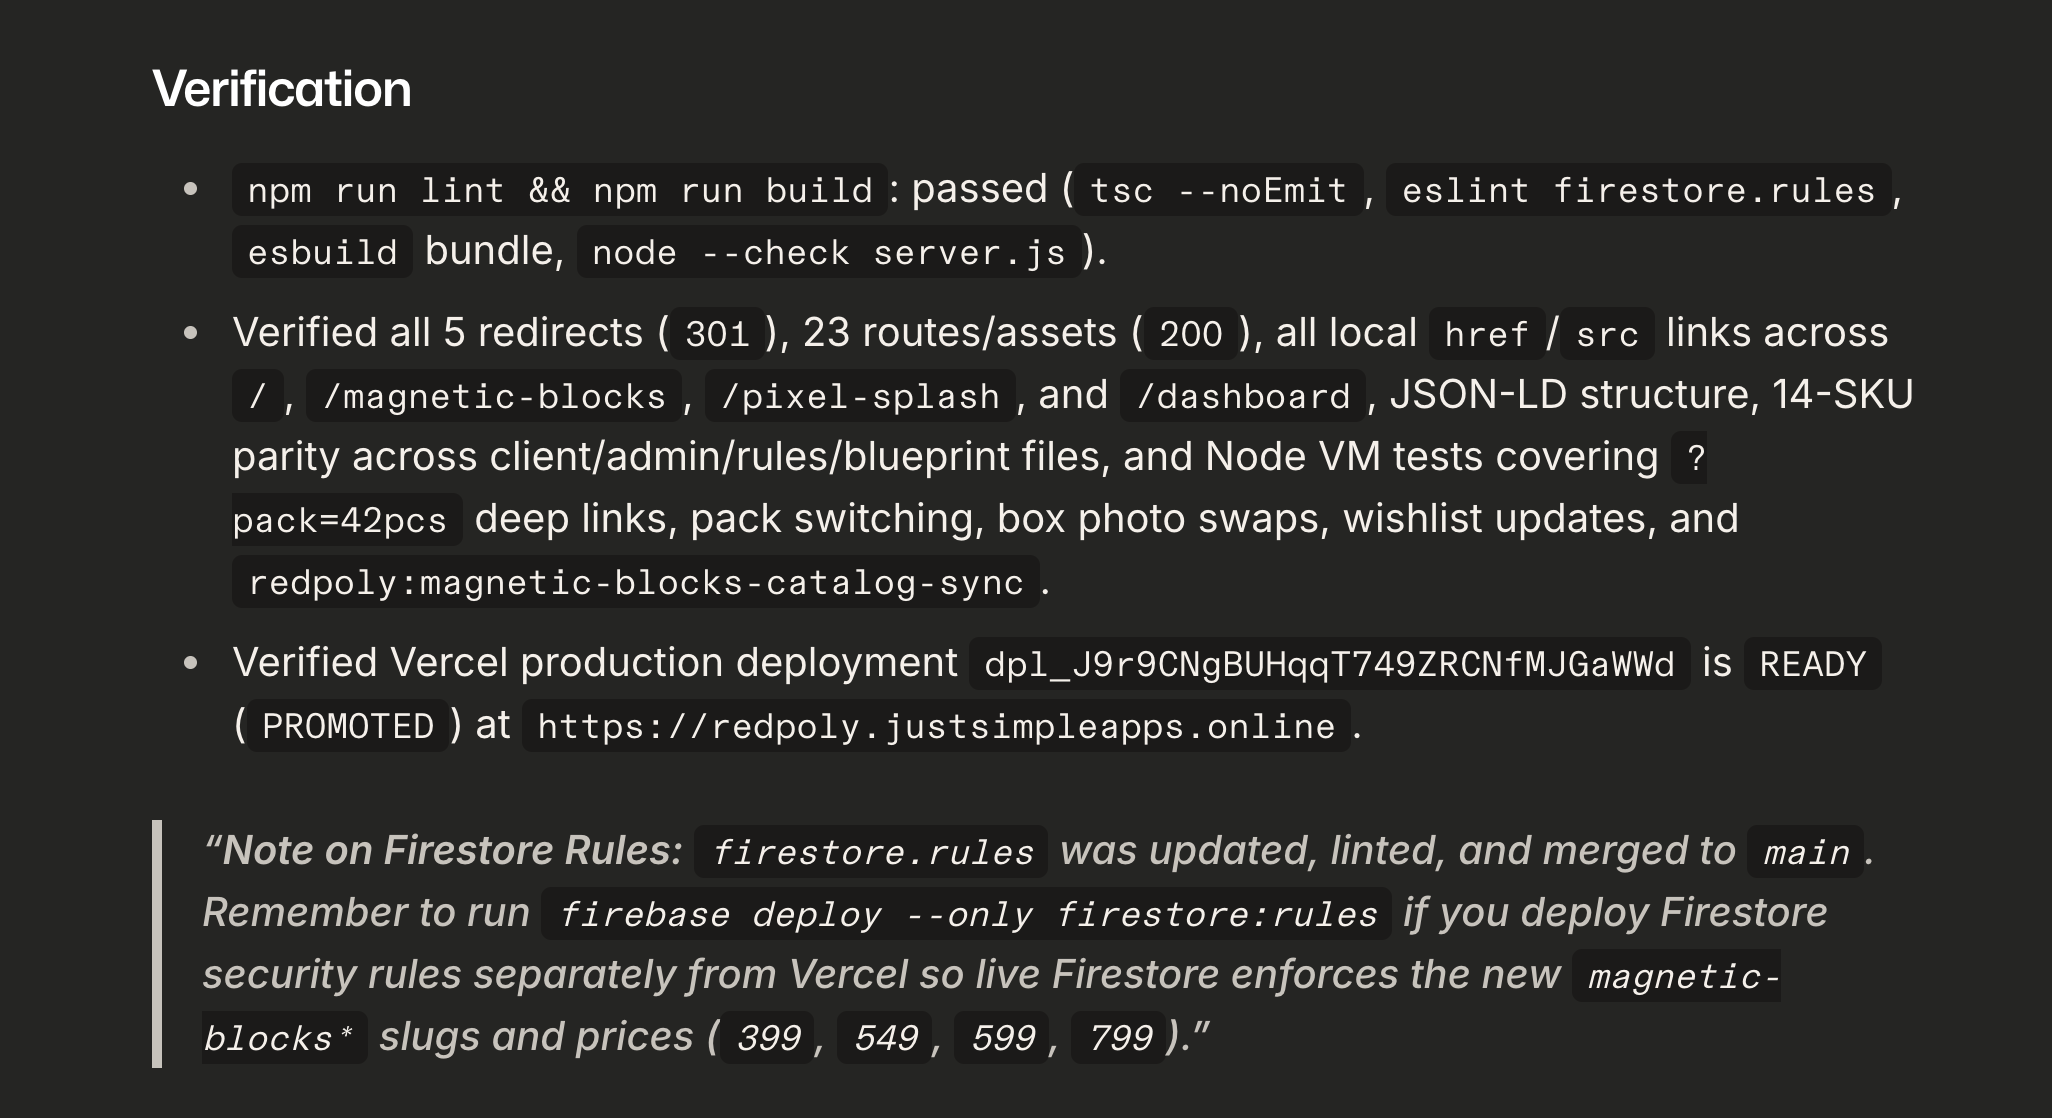 Verification
• npm run lint && npm run build: passed (tsc --noEmit, eslint firestore.rules,
esbuild bundle, node --check server.js).
• Verified all 5 redirects (301), 23 routes/assets (200), all local href/src links across
/, /magnetic-blocks, /pixel-splash, and /dashboard, JSON-LD structure, 14-SKU
parity across client/admin/rules/blueprint files, and Node VM tests covering ?
pack=42pcs deep links, pack switching, box photo swaps, wishlist updates, and
redpoly:magnetic-blocks-catalog-sync.
• Verified Vercel production deployment dpl_J9r9CNgBUHqqT749ZRCNfMJGaWWd is READY
(PROMOTED) at https://redpoly.justsimpleapps.online.
“Note on Firestore Rules: firestore.rules was updated, linted, and merged to main.
Remember to run firebase deploy --only firestore:rules if you deploy Firestore
security rules separately from Vercel so live Firestore enforces the new magnetic-
blocks* slugs and prices (399, 549, 599, 799).”